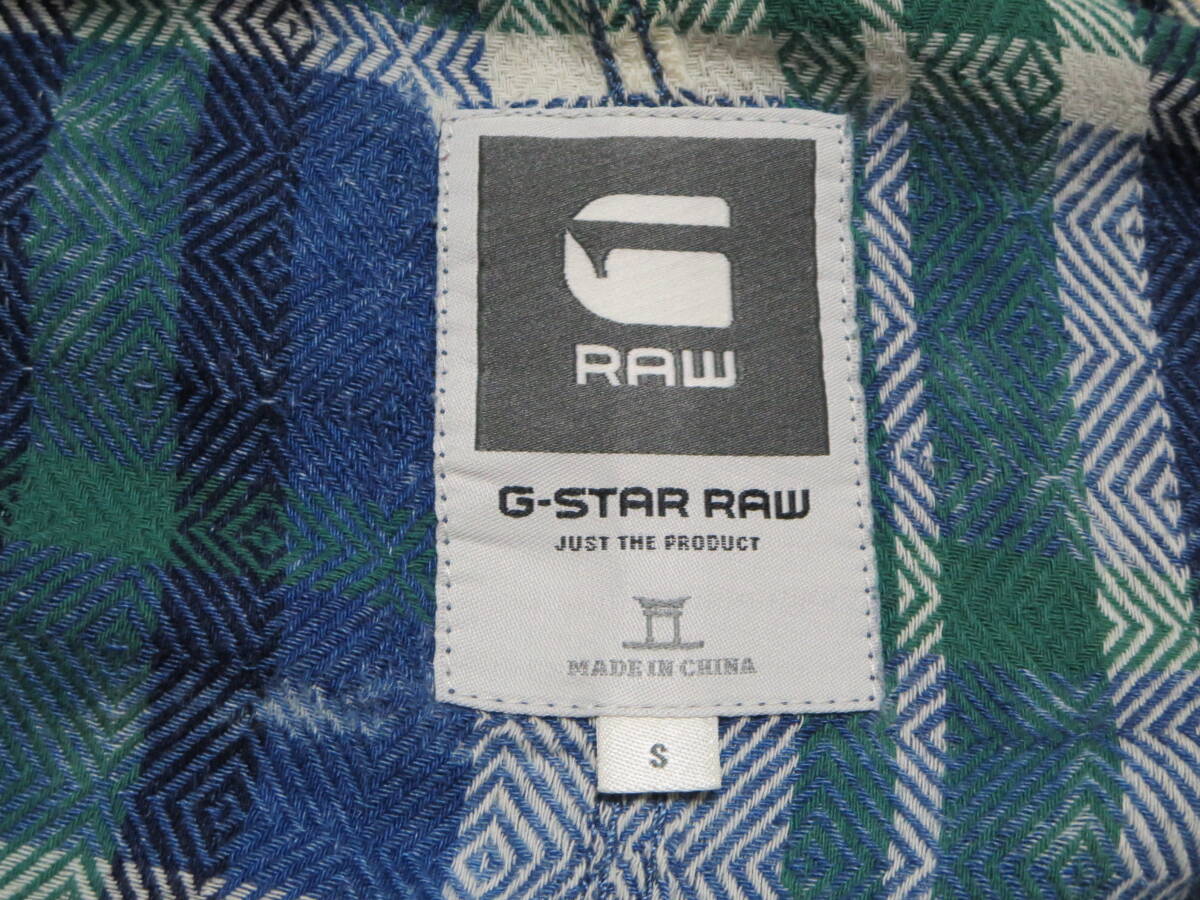 RAW
G-STAR RAW
JUST THE PRODUCT
MADE IN CHINA
S